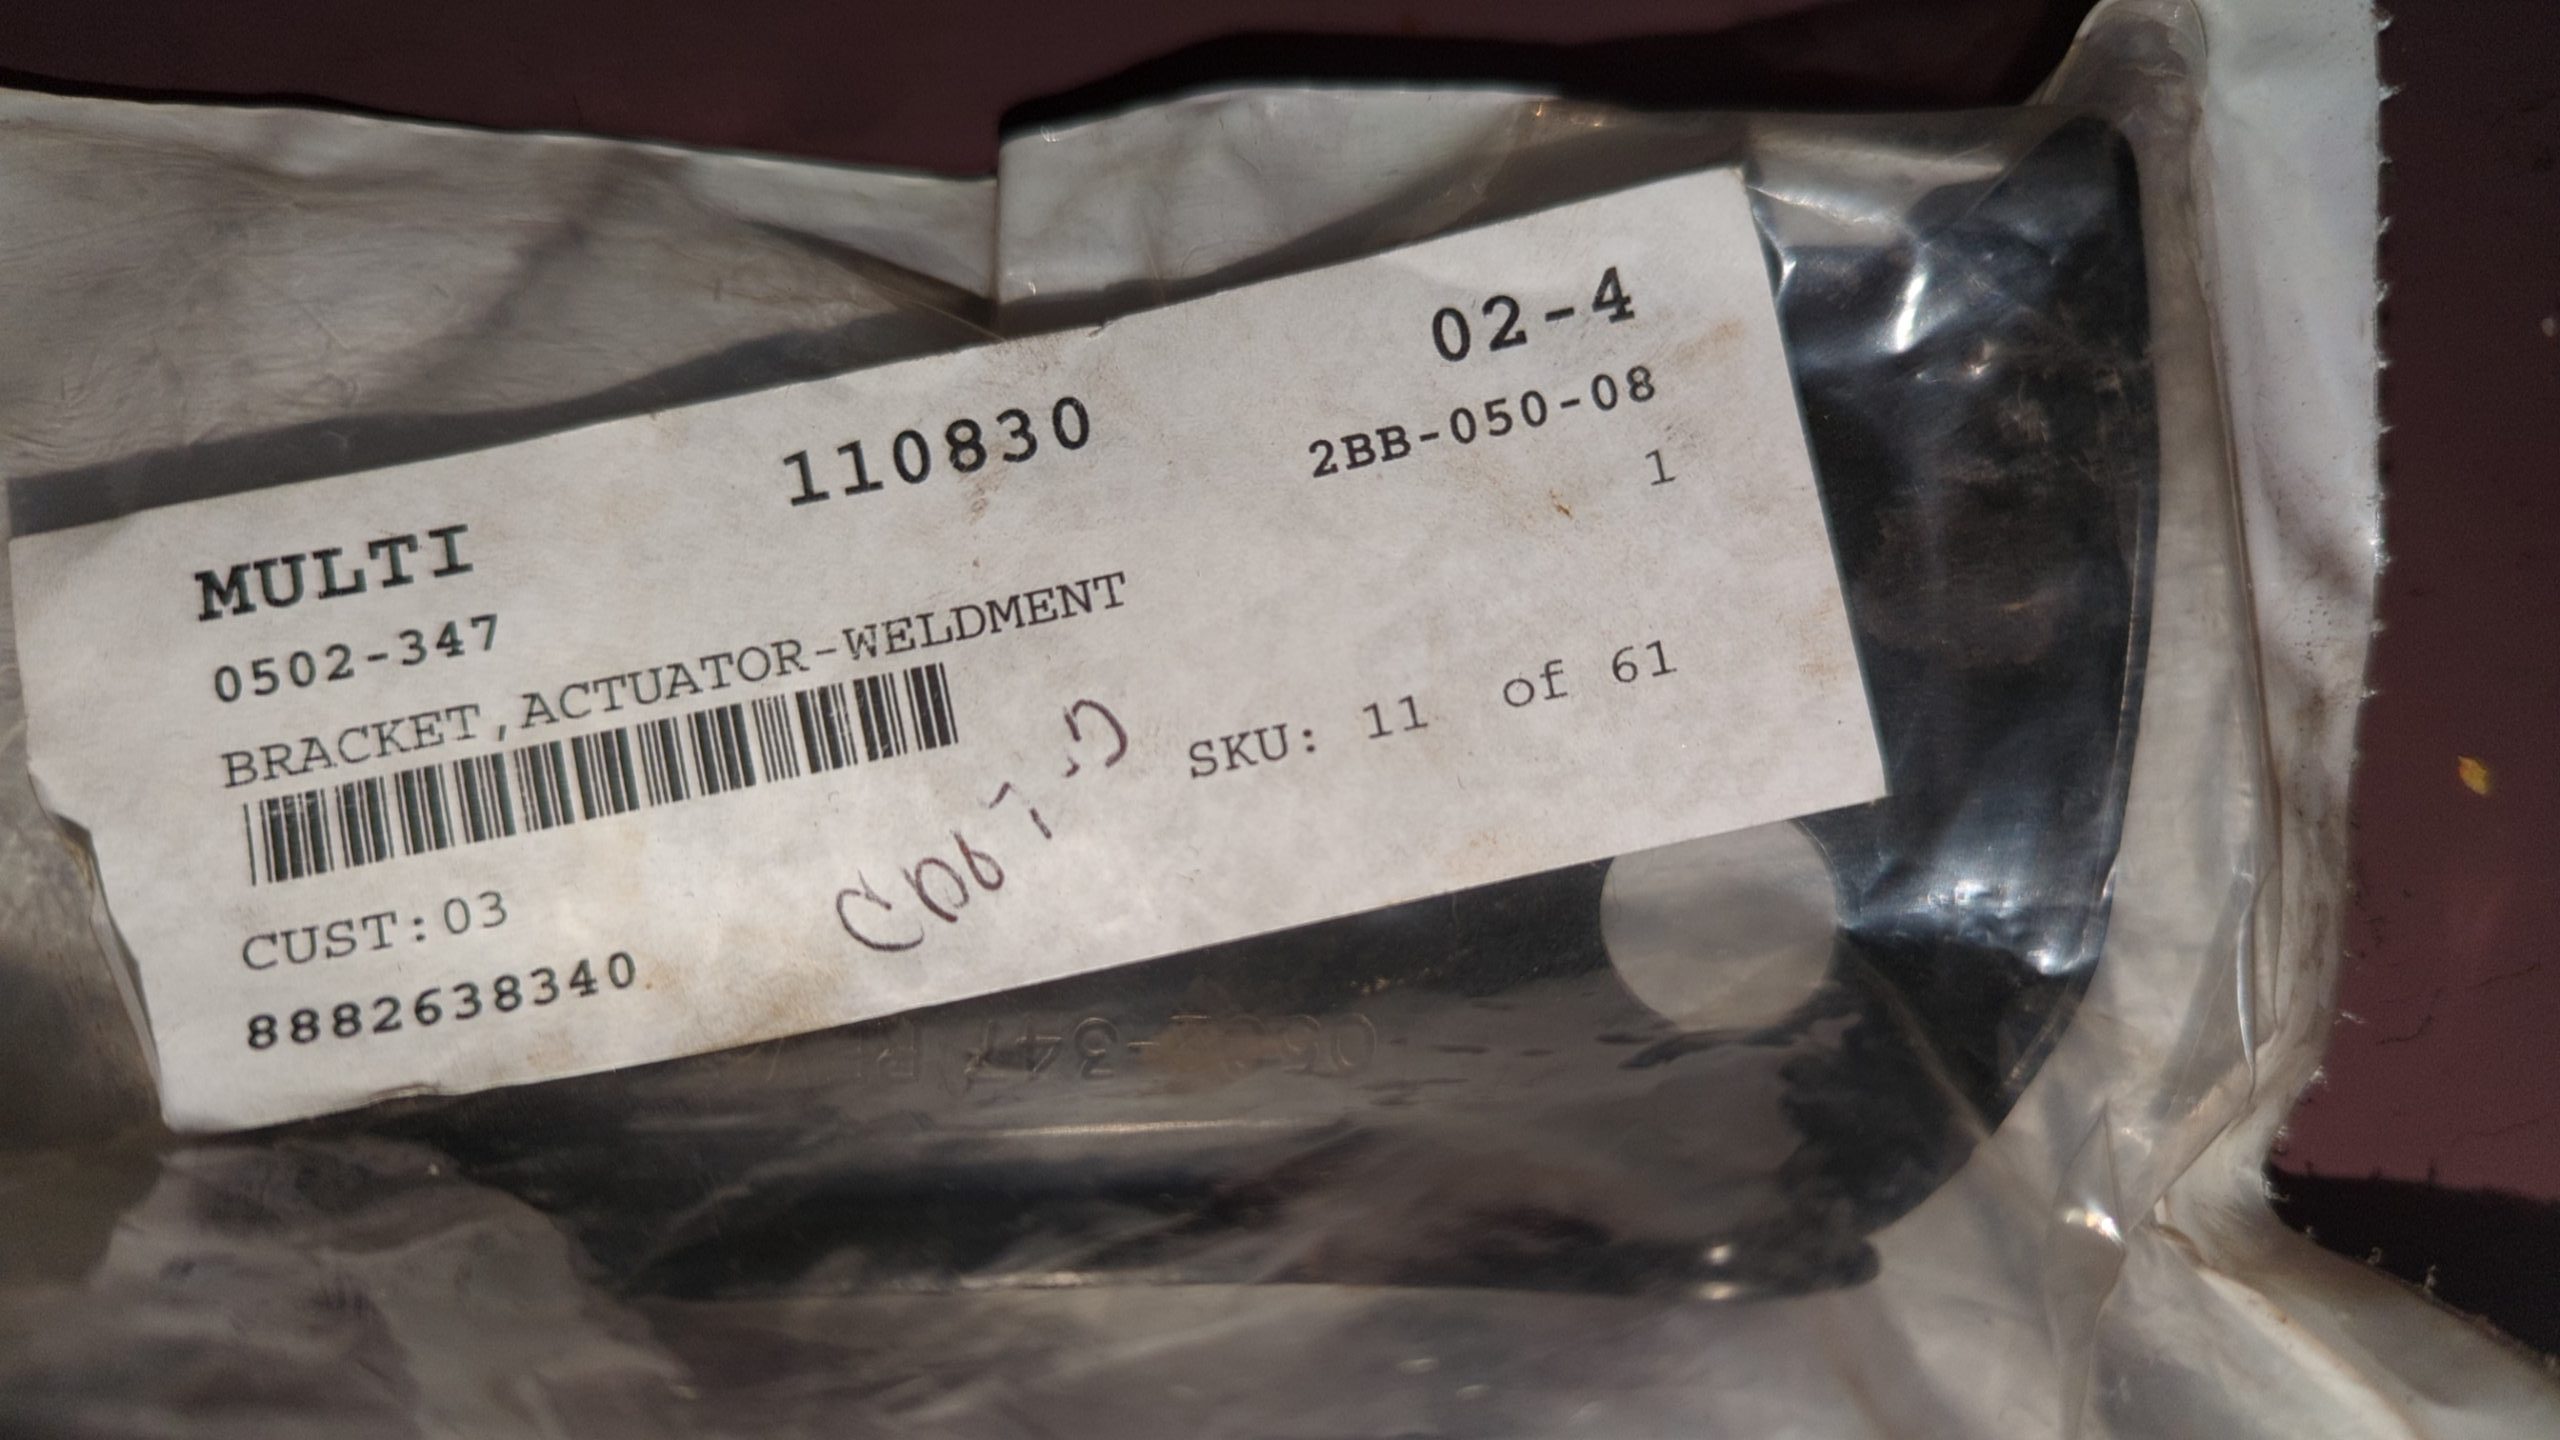 MULTI 110830 02-4
0502-347 2BB-050-08
BRACKET,ACTUATOR-WELDMENT 1
SKU: 11 of 61
CUST:03
8882638340